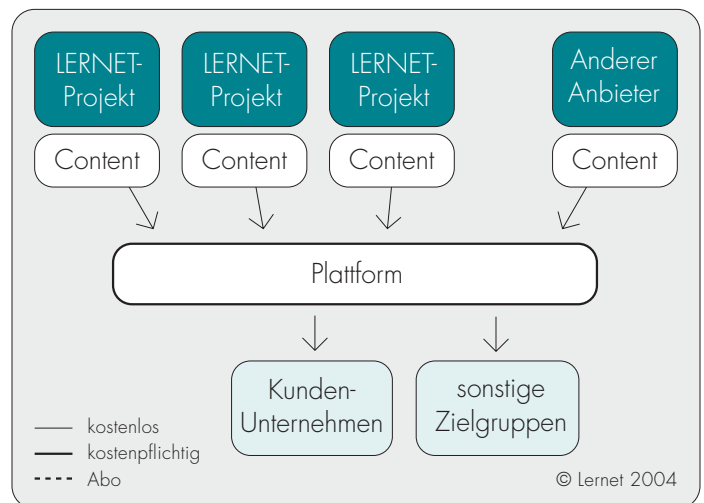 LERNET-
Projekt
LERNET-
Projekt
LERNET-
Projekt
Anderer
Anbieter
Content
Content
Content
Content
Plattform
Kunden-
Unternehmen
sonstige
Zielgruppen
kostenlos
kostenpflichtig
Abo
© Lernet 2004